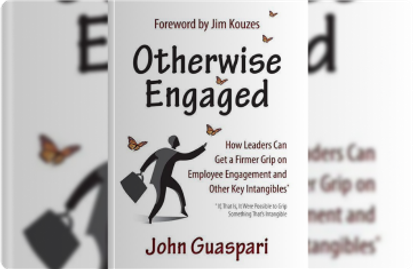 Foreword by Jim Kouzes
Otherwise
Engaged
How Leaders Can
Get a Firmer Grip on
Employee Engagement and
Other Key Intangibles*
* If, That Is, It Were Possible to Grip
Something That's Intangible
John Guaspari